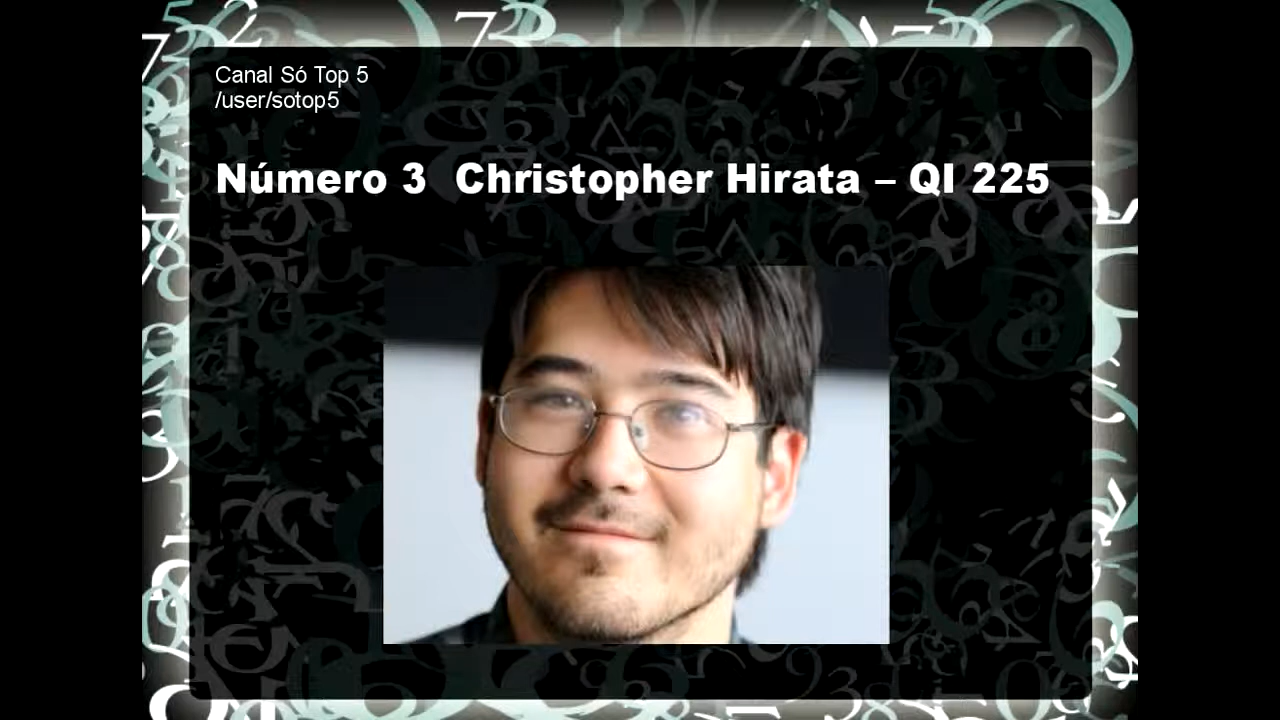 Canal Só Top 5
/user/sotop5
Número 3  Christopher Hirata – QI 225